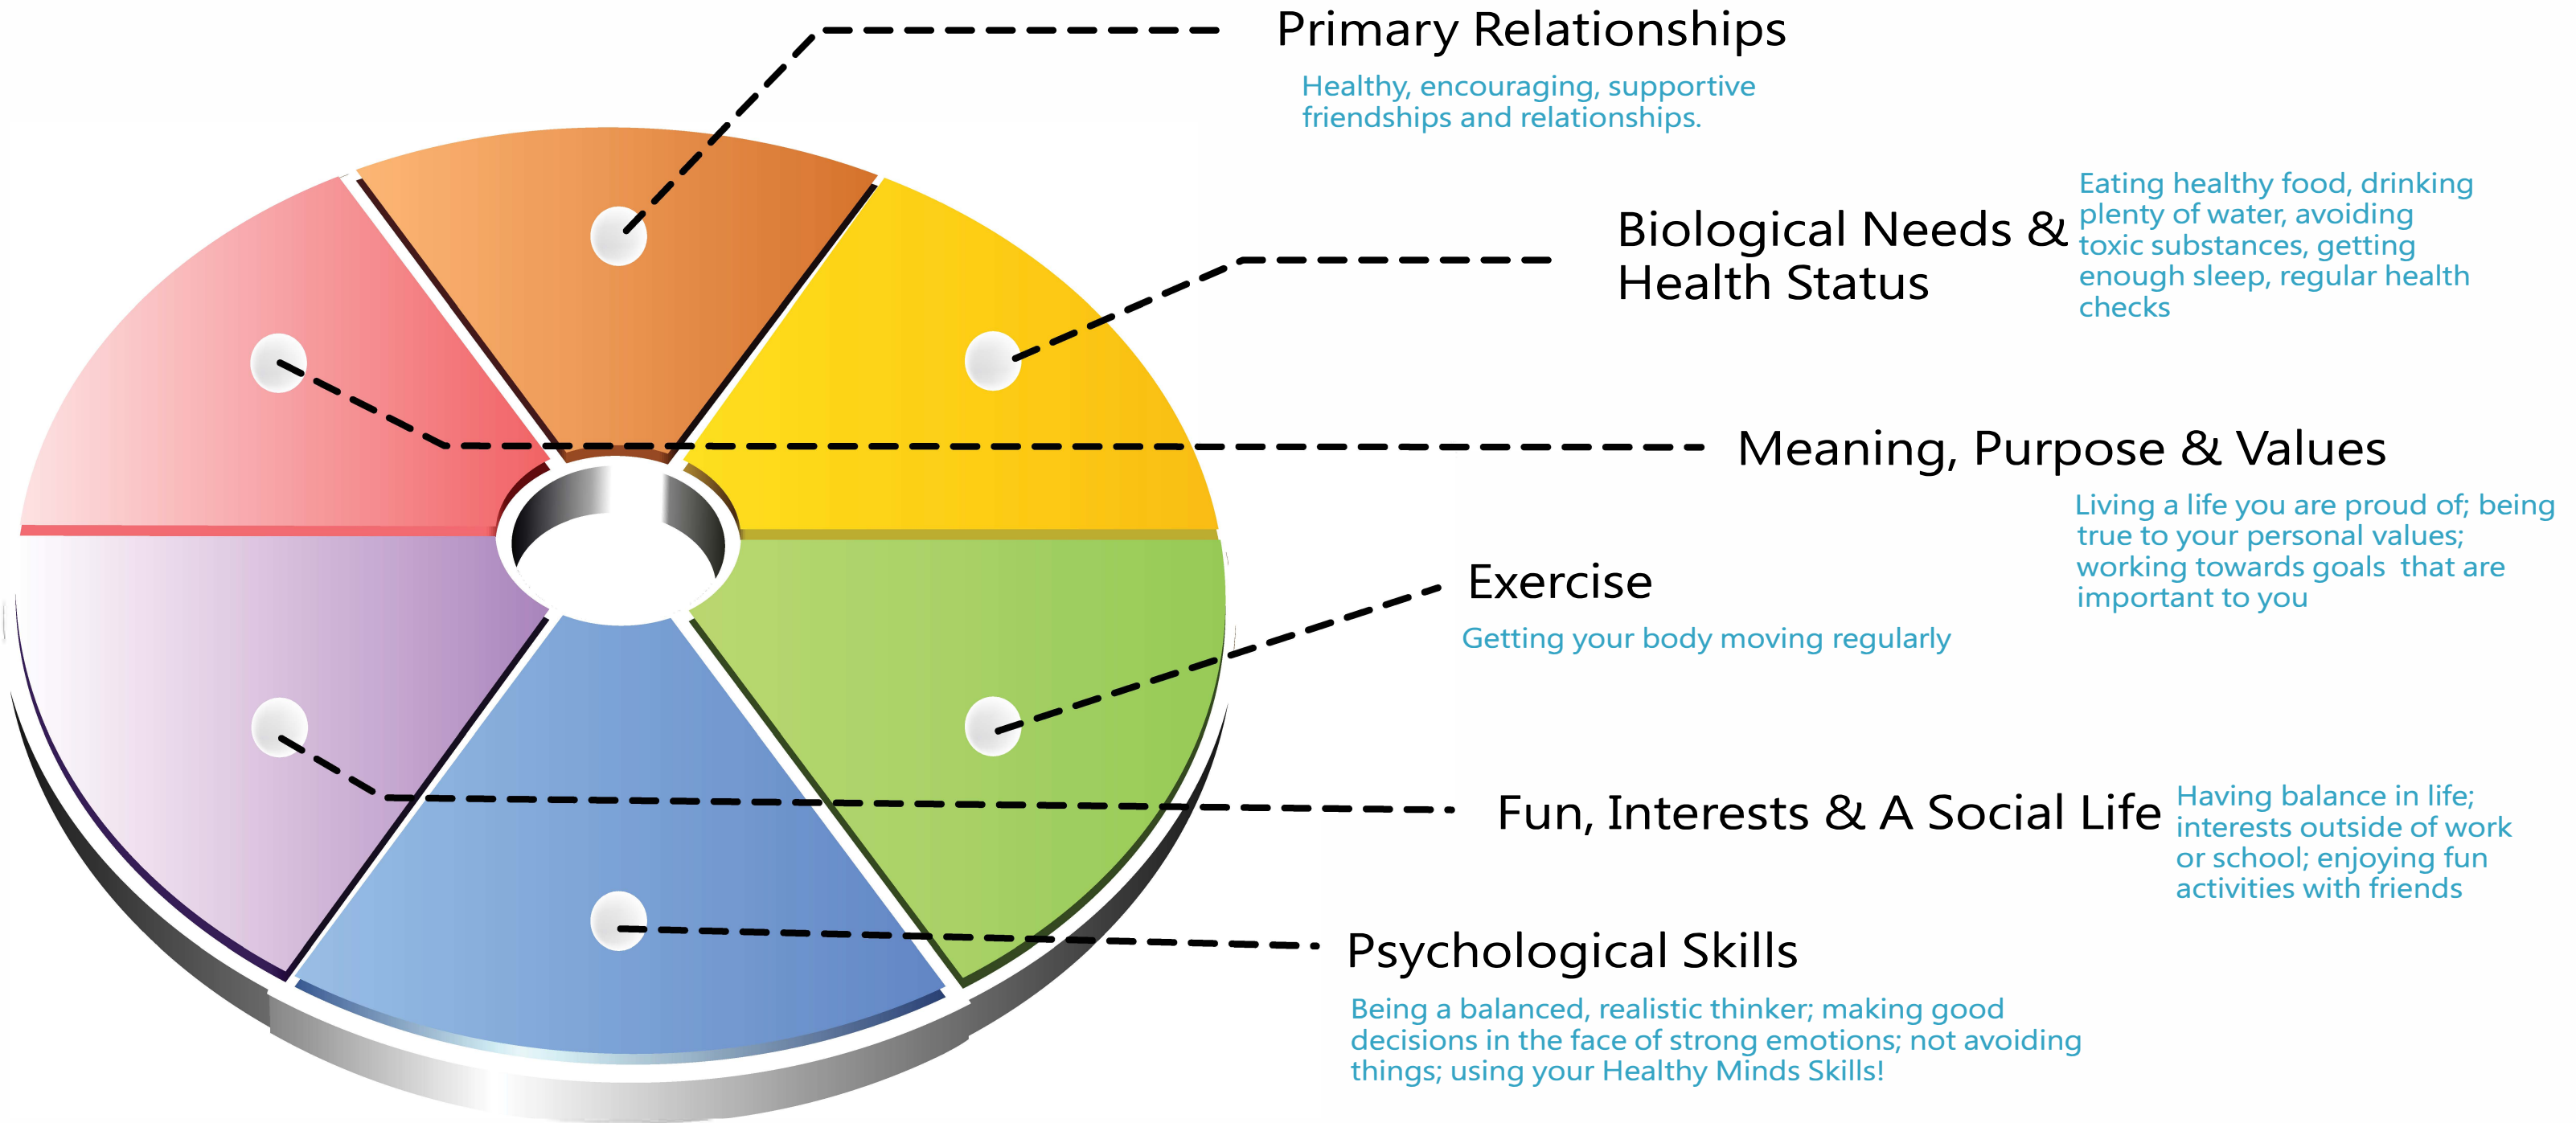 Primary Relationships
Healthy, encouraging, supportive
friendships and relationships.
Biological Needs &
Health Status
Eating healthy food, drinking
plenty of water, avoiding
toxic substances, getting
enough sleep, regular health
checks
Meaning, Purpose & Values
Living a life you are proud of; being
true to your personal values;
working towards goals that are
important to you
Exercise
Getting your body moving regularly
Fun, Interests & A Social Life
Having balance in life;
interests outside of work
or school; enjoying fun
activities with friends
Psychological Skills
Being a balanced, realistic thinker; making good
decisions in the face of strong emotions; not avoiding
things; using your Healthy Minds Skills!